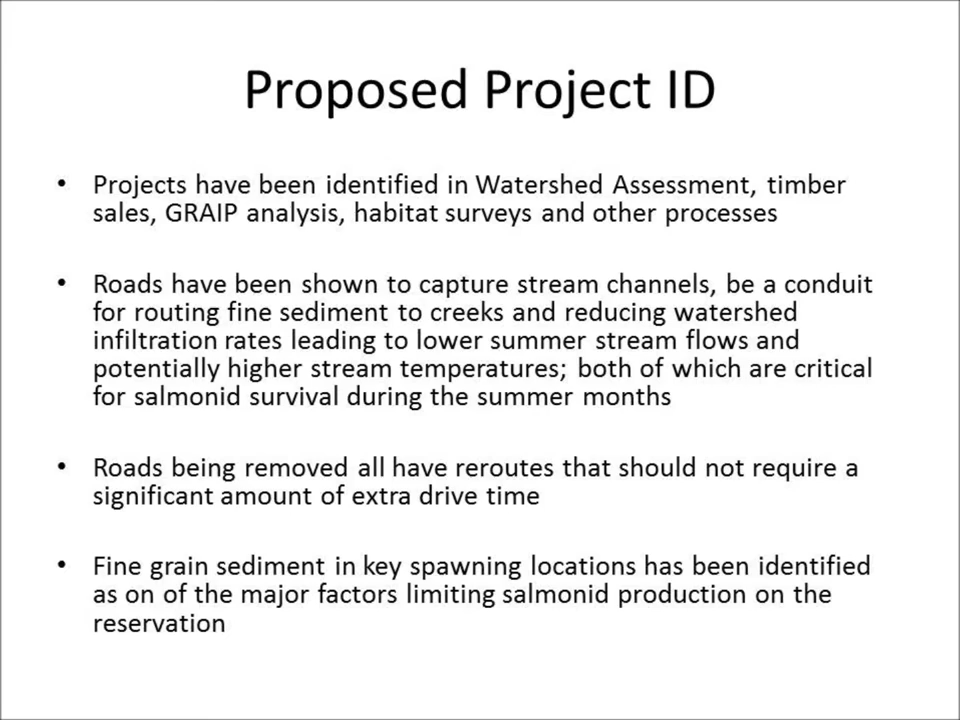 Proposed Project ID
• Projects have been identified in Watershed Assessment, timber
sales, GRAIP analysis, habitat surveys and other processes
• Roads have been shown to capture stream channels, be a conduit
for routing fine sediment to creeks and reducing watershed
infiltration rates leading to lower summer stream flows and
potentially higher stream temperatures; both of which are critical
for salmonid survival during the summer months
• Roads being removed all have reroutes that should not require a
significant amount of extra drive time
• Fine grain sediment in key spawning locations has been identified
as on of the major factors limiting salmonid production on the
reservation